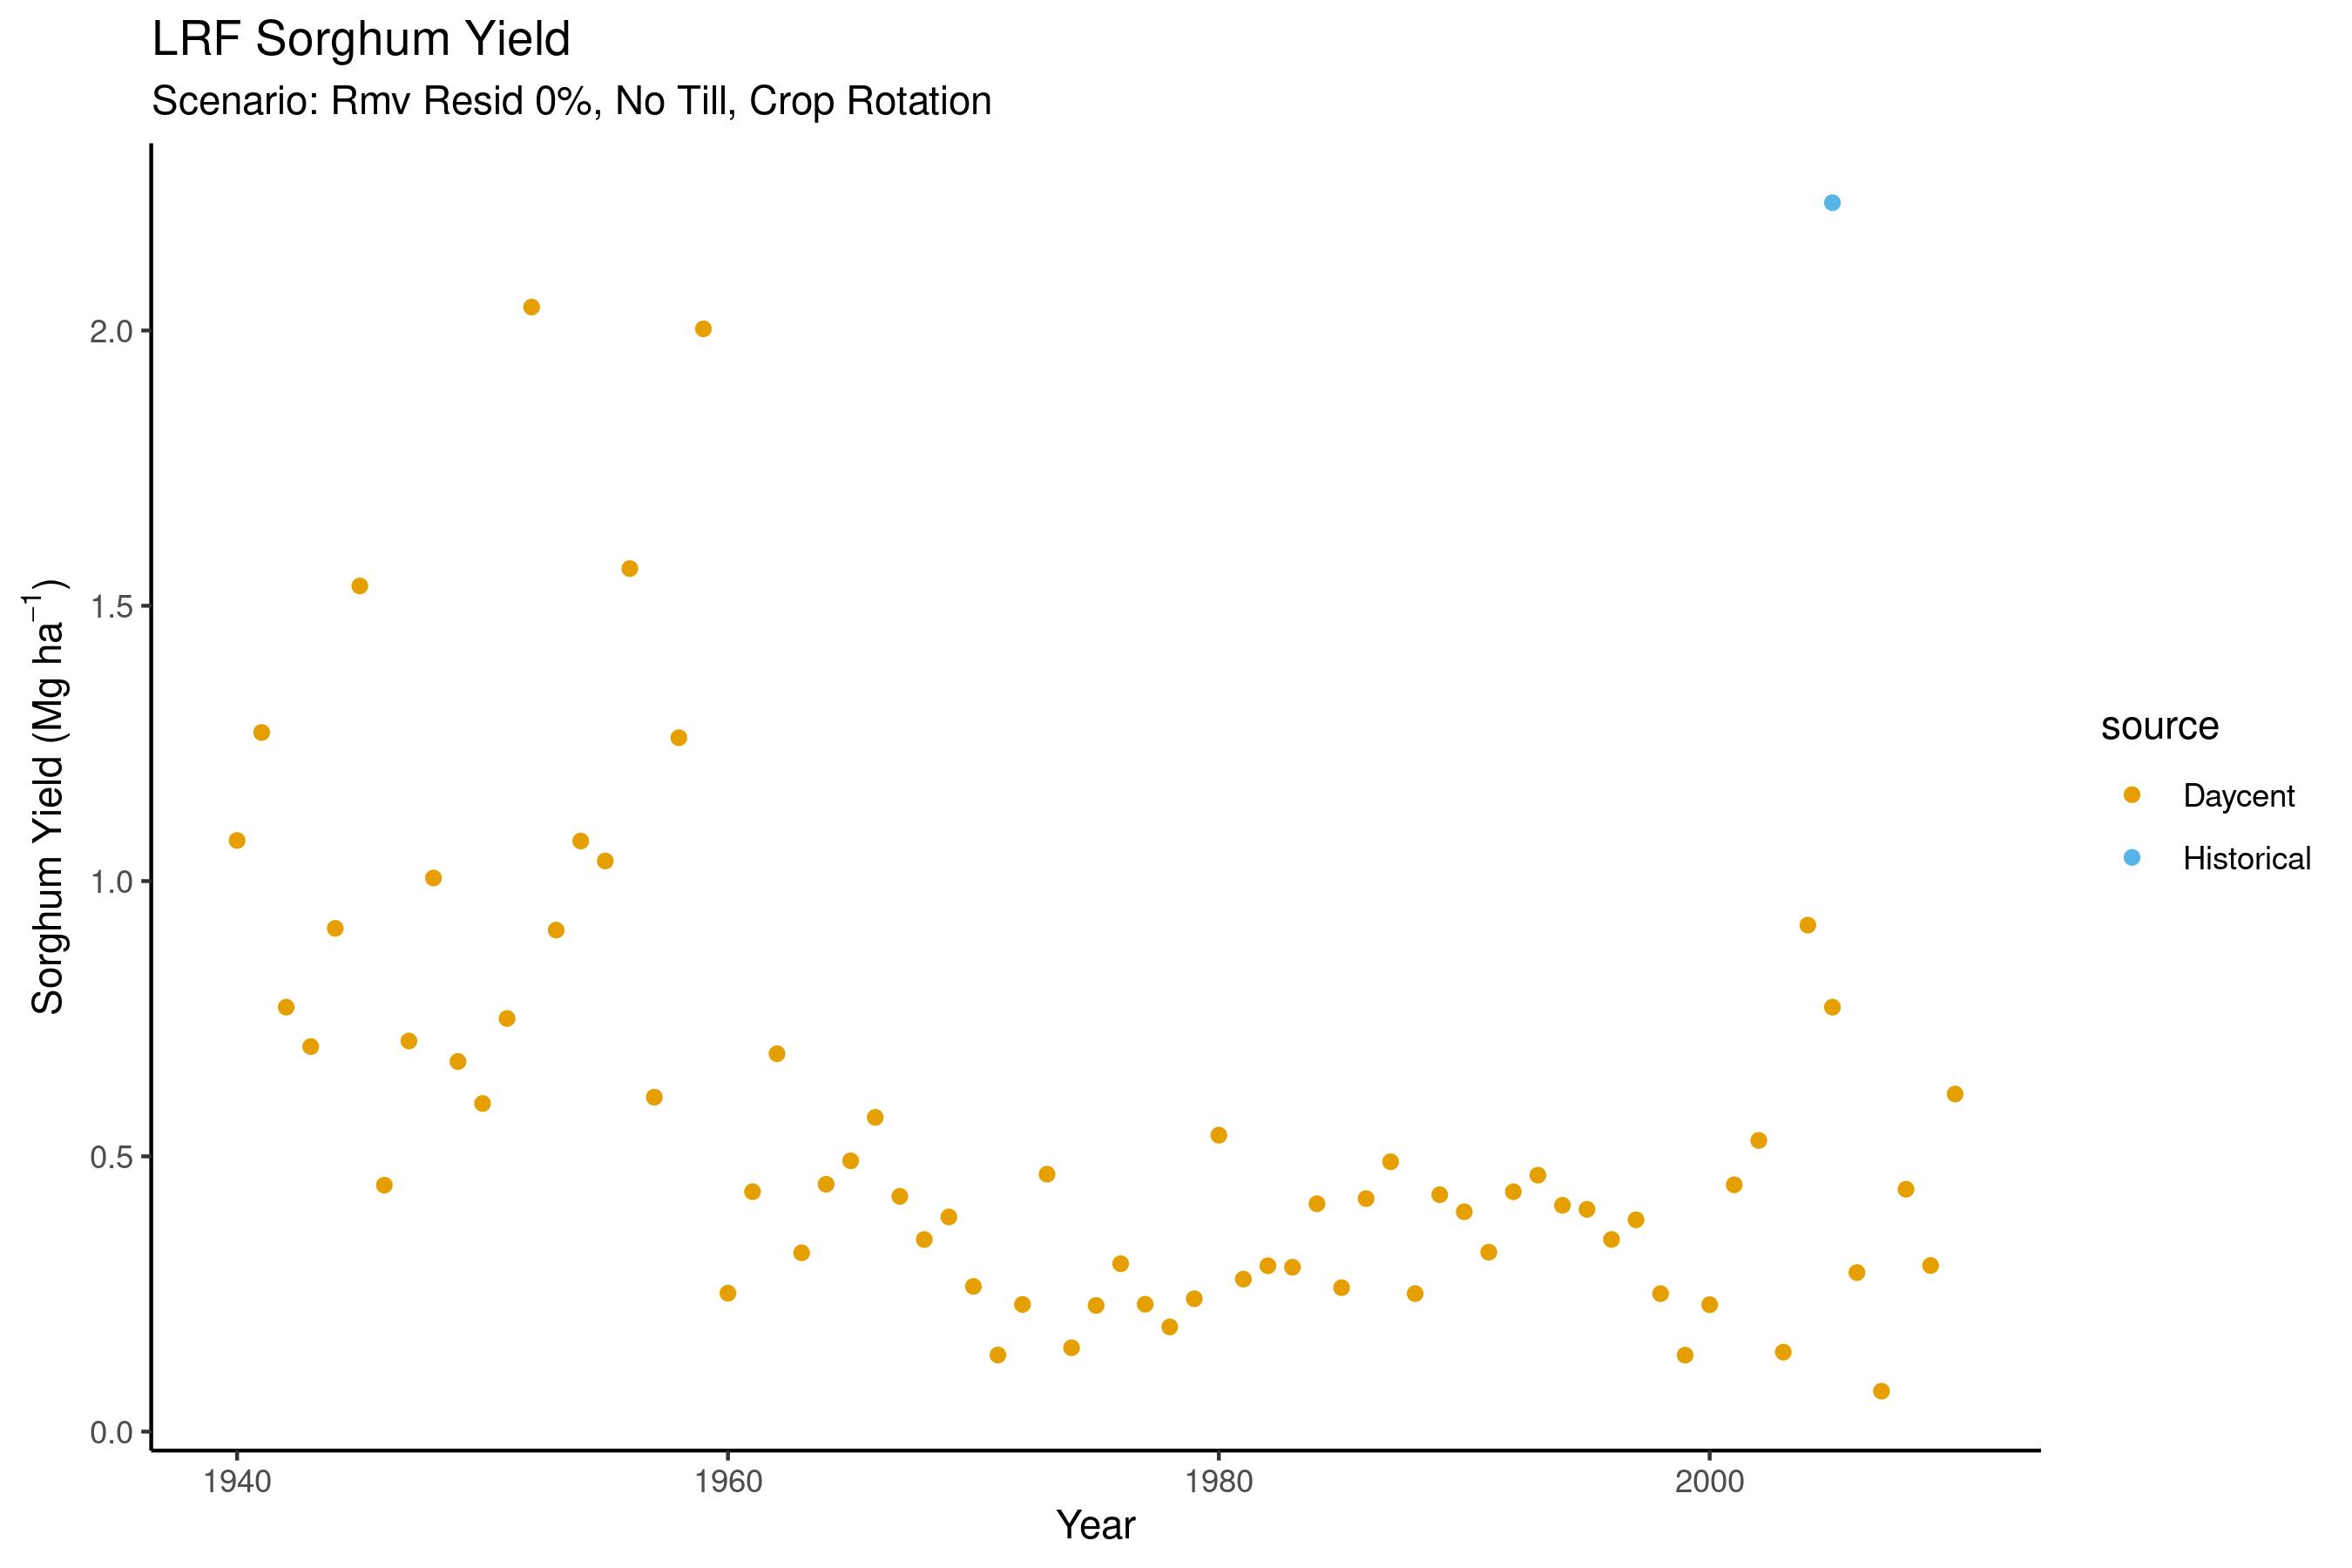 LRF Sorghum Yield
Scenario: Rmv Resid 0%, No Till, Crop Rotation
Sorghum Yield (Mg ha⁻¹)
2.0
1.5
1.0
0.5
0.0
1940 1960 1980 2000
Year
source
Daycent
Historical